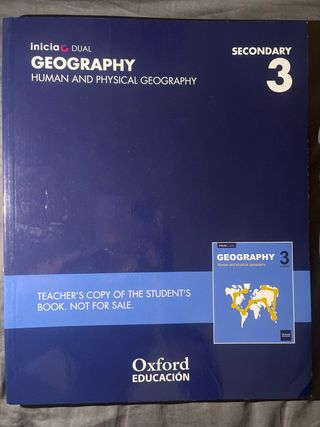 inicia DUAL
GEOGRAPHY
HUMAN AND PHYSICAL GEOGRAPHY
SECONDARY
3
GEOGRAPHY 3
Human and physical geography
TEACHER'S COPY OF THE STUDENT'S
BOOK. NOT FOR SALE.
Oxford
EDUCACIÓN